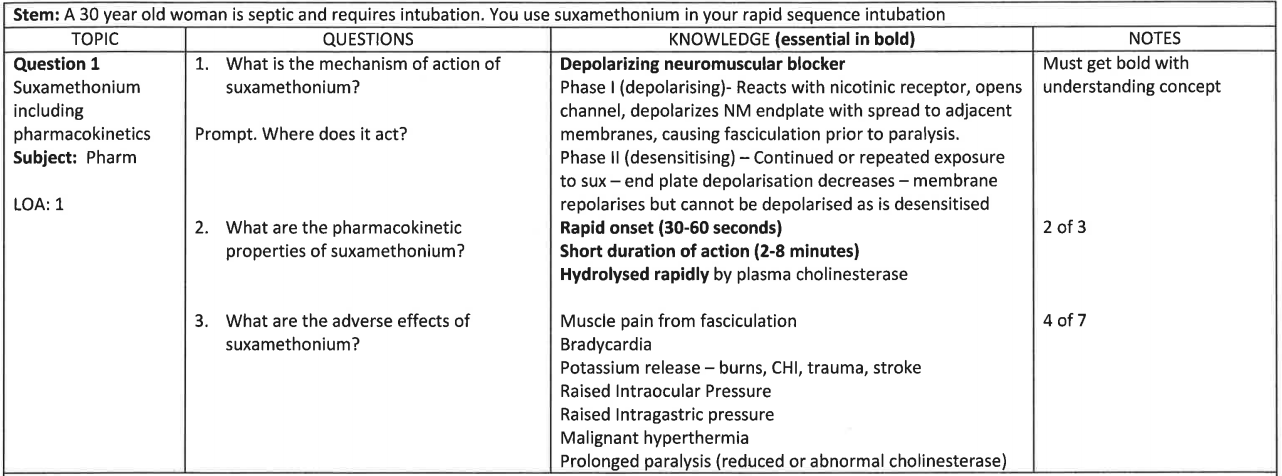 Stem: A 30 year old woman is septic and requires intubation. You use suxamethonium in your rapid sequence intubation
TOPIC
QUESTIONS
KNOWLEDGE (essential in bold)
NOTES
Question 1
Suxamethonium
including
pharmacokinetics
Subject: Pharm
LOA: 1
1. What is the mechanism of action of
suxamethonium?
Prompt. Where does it act?
Depolarizing neuromuscular blocker
Phase I (depolarising)- Reacts with nicotinic receptor, opens
channel, depolarizes NM endplate with spread to adjacent
membranes, causing fasciculation prior to paralysis.
Phase II (desensitising) – Continued or repeated exposure
to sux – end plate depolarisation decreases – membrane
repolarises but cannot be depolarised as is desensitised
Must get bold with
understanding concept
2. What are the pharmacokinetic
properties of suxamethonium?
Rapid onset (30-60 seconds)
Short duration of action (2-8 minutes)
Hydrolysed rapidly by plasma cholinesterase
2 of 3
3. What are the adverse effects of
suxamethonium?
Muscle pain from fasciculation
Bradycardia
Potassium release – burns, CHI, trauma, stroke
Raised Intraocular Pressure
Raised Intragastric pressure
Malignant hyperthermia
Prolonged paralysis (reduced or abnormal cholinesterase)
4 of 7